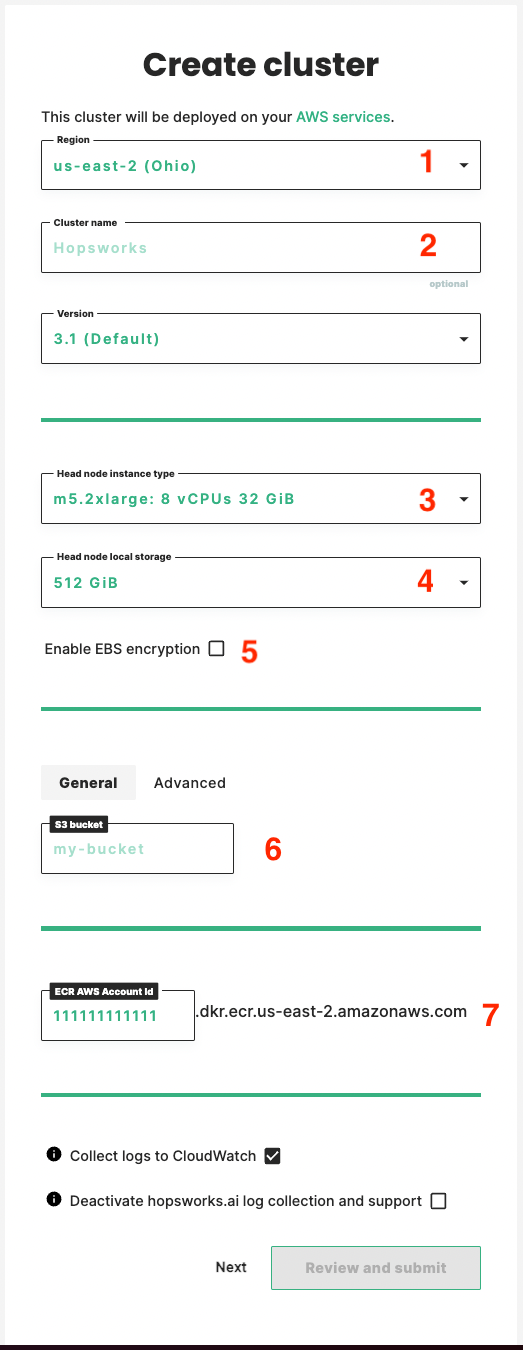 Create cluster
This cluster will be deployed on your AWS services.
Region
us-east-2 (Ohio) 1
Cluster name
Hopsworks 2
optional
Version
3.1 (Default)
Head node instance type
m5.2xlarge: 8 vCPUs 32 GiB 3
Head node local storage
512 GiB 4
Enable EBS encryption 5
General Advanced
S3 bucket
my-bucket 6
ECR AWS Account Id
111111111111 .dkr.ecr.us-east-2.amazonaws.com 7
Collect logs to CloudWatch
Deactivate hopsworks.ai log collection and support
Next Review and submit